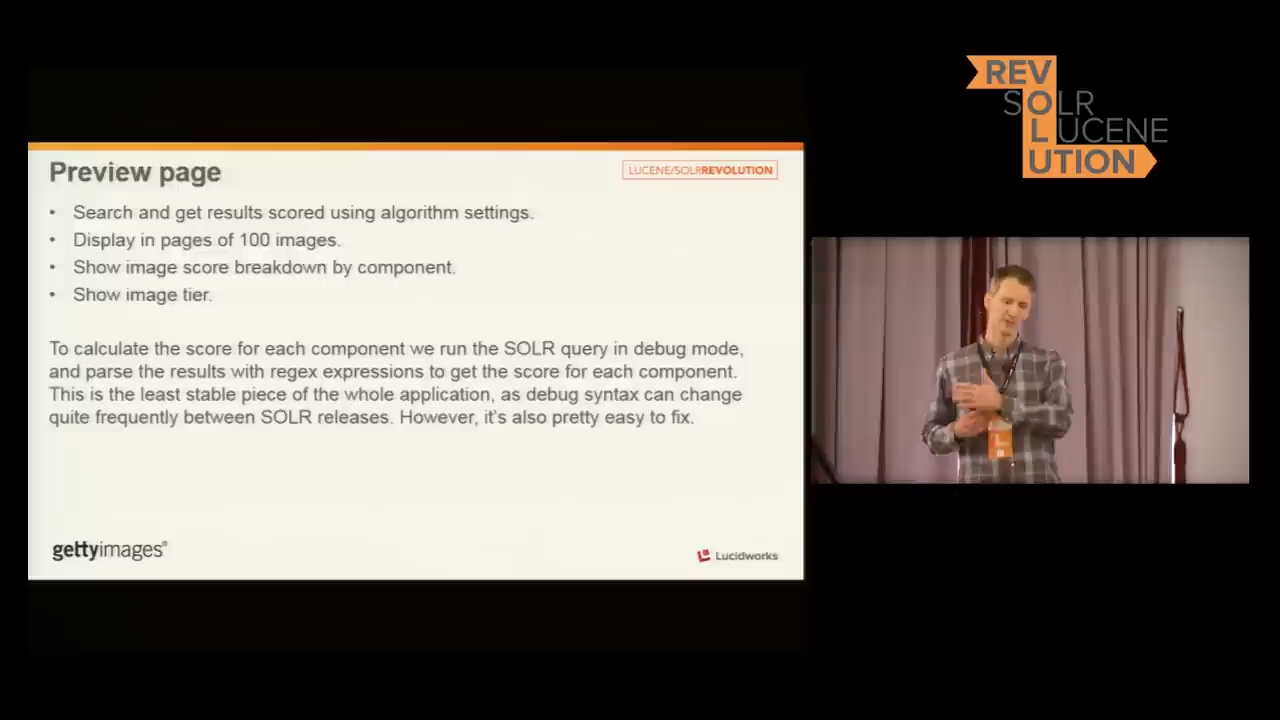 REV
SOLR
LUCENE
O
L
UTION
Preview page
LUCENE/SOLRREVOLUTION
• Search and get results scored using algorithm settings.
• Display in pages of 100 images.
• Show image score breakdown by component.
• Show image tier.
To calculate the score for each component we run the SOLR query in debug mode,
and parse the results with regex expressions to get the score for each component.
This is the least stable piece of the whole application, as debug syntax can change
quite frequently between SOLR releases. However, it's also pretty easy to fix.
gettyimages®
Lucidworks